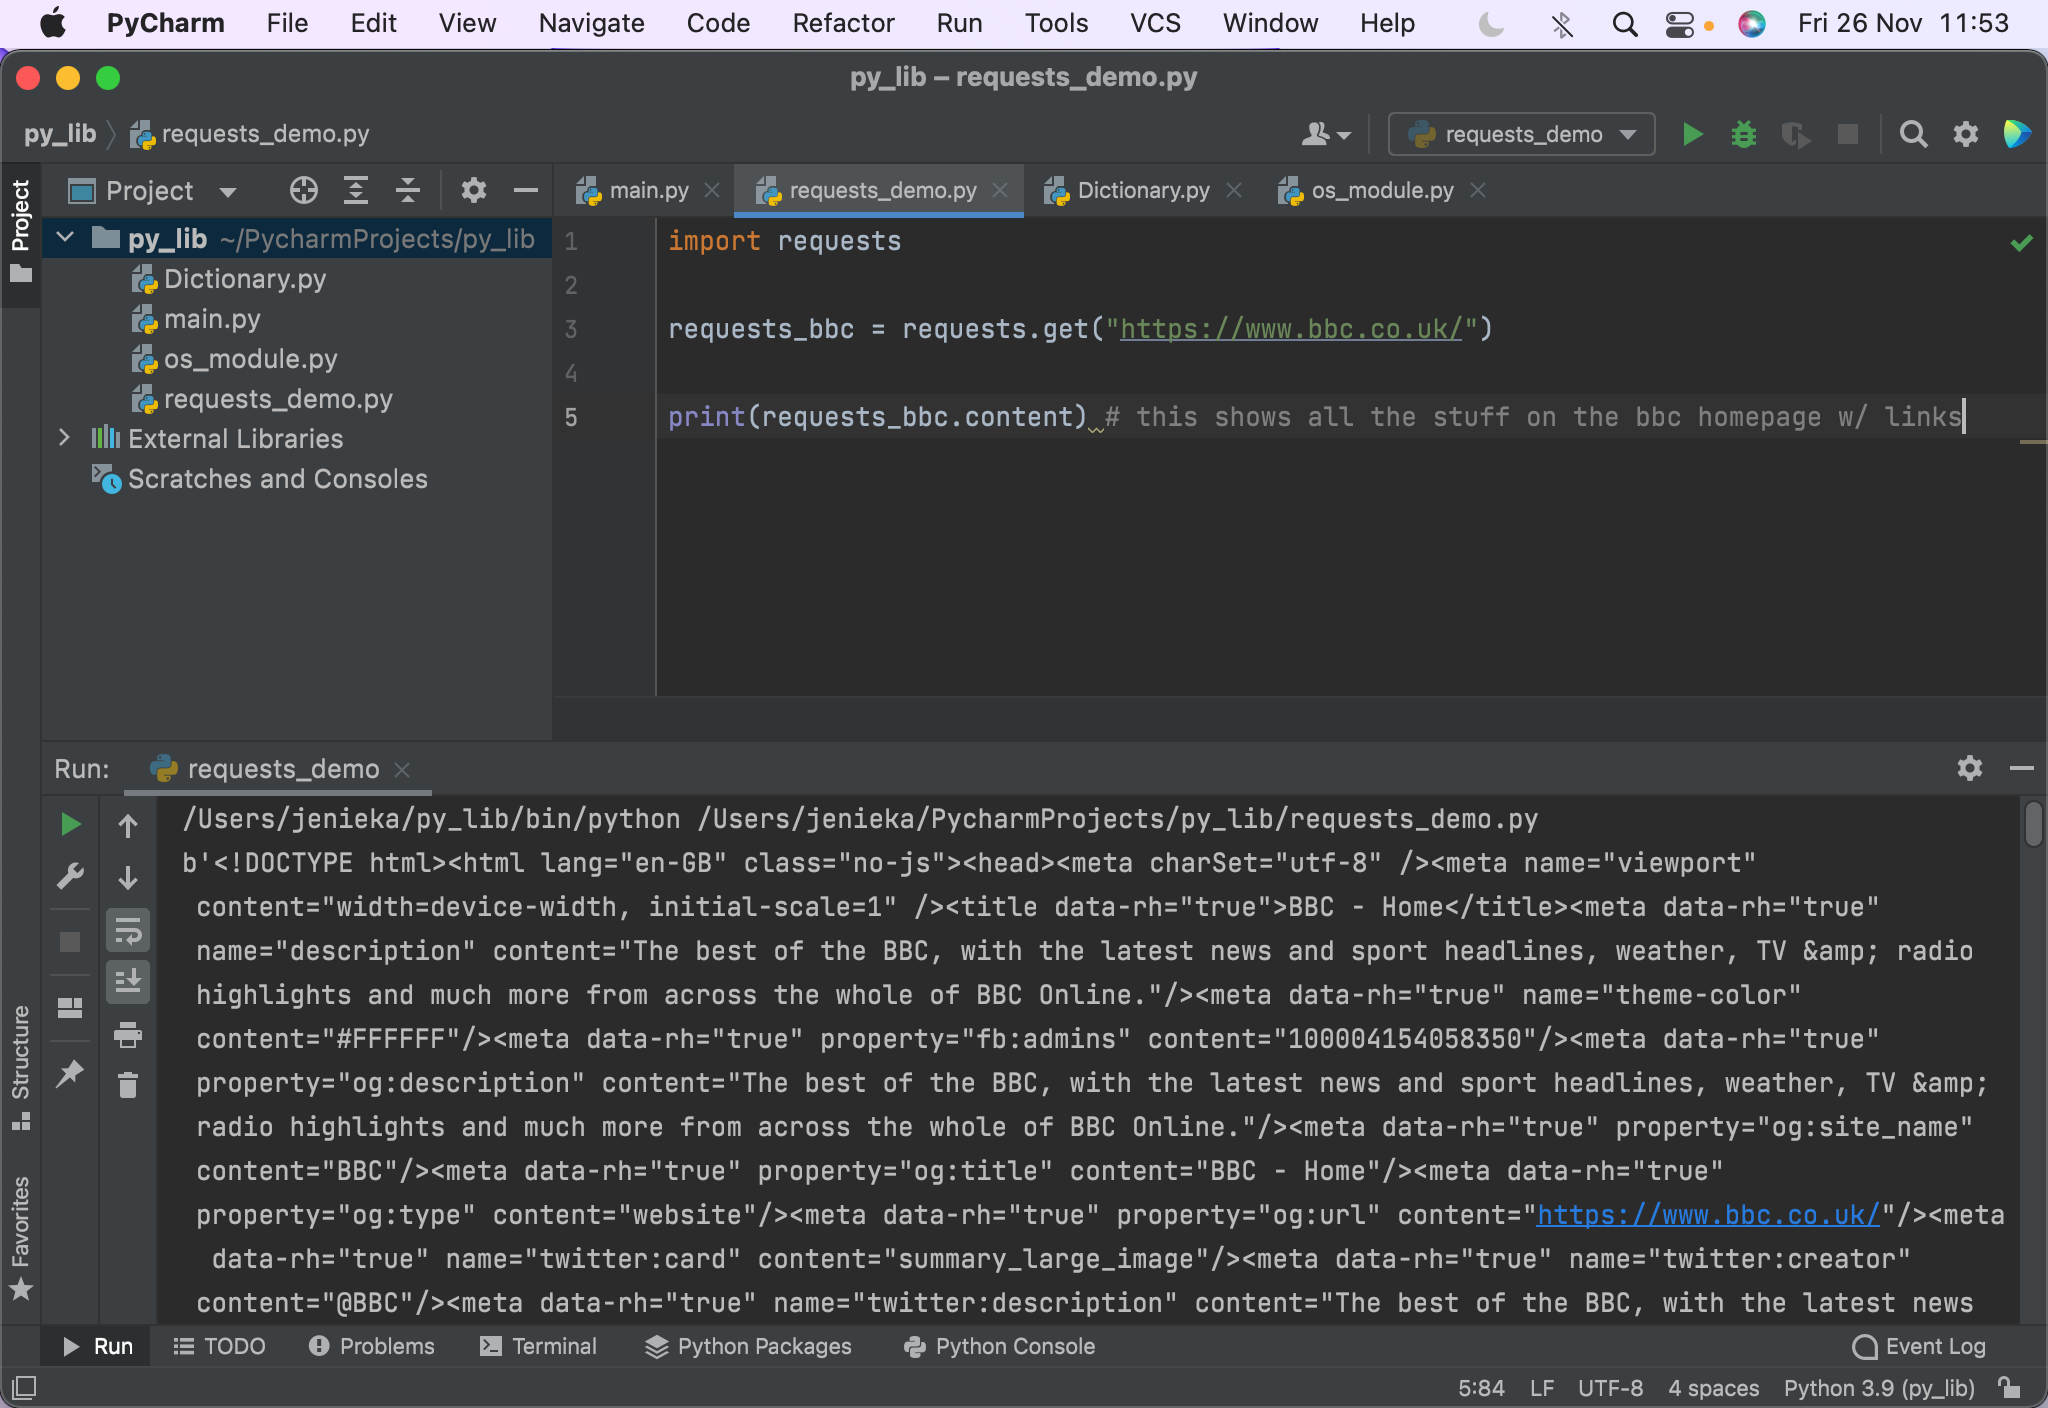 PyCharm File Edit View Navigate Code Refactor Run Tools VCS Window Help Fri 26 Nov 11:53
py_lib – requests_demo.py
py_lib requests_demo.py requests_demo
Project Project main.py requests_demo.py Dictionary.py os_module.py
py_lib ~/PycharmProjects/py_lib
Dictionary.py
main.py
os_module.py
requests_demo.py
External Libraries
Scratches and Consoles
1 import requests
2
3 requests_bbc = requests.get("https://www.bbc.co.uk/")
4
5 print(requests_bbc.content) # this shows all the stuff on the bbc homepage w/ links
Run: requests_demo
/Users/jenieka/py_lib/bin/python /Users/jenieka/PycharmProjects/py_lib/requests_demo.py
b'<!DOCTYPE html><html lang="en-GB" class="no-js"><head><meta charSet="utf-8" /><meta name="viewport"
content="width=device-width, initial-scale=1" /><title data-rh="true">BBC - Home</title><meta data-rh="true"
name="description" content="The best of the BBC, with the latest news and sport headlines, weather, TV &amp; radio
highlights and much more from across the whole of BBC Online."/><meta data-rh="true" name="theme-color"
content="#FFFFFF"/><meta data-rh="true" property="fb:admins" content="100004154058350"/><meta data-rh="true"
property="og:description" content="The best of the BBC, with the latest news and sport headlines, weather, TV &amp;
radio highlights and much more from across the whole of BBC Online."/><meta data-rh="true" property="og:site_name"
content="BBC"/><meta data-rh="true" property="og:title" content="BBC - Home"/><meta data-rh="true"
property="og:type" content="website"/><meta data-rh="true" property="og:url" content="https://www.bbc.co.uk/"/><meta
data-rh="true" name="twitter:card" content="summary_large_image"/><meta data-rh="true" name="twitter:creator"
content="@BBC"/><meta data-rh="true" name="twitter:description" content="The best of the BBC, with the latest news
Structure
Favorites
Run TODO Problems Terminal Python Packages Python Console Event Log
5:84 LF UTF-8 4 spaces Python 3.9 (py_lib)